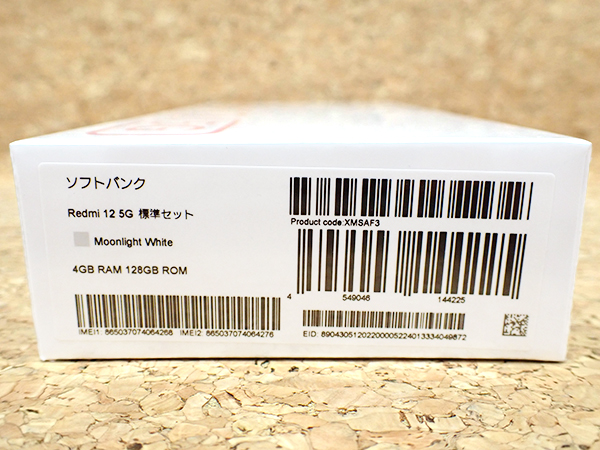 ソフトバンク
Redmi 12 5G 標準セット
Moonlight White
4GB RAM 128GB ROM
IMEI1 865037074064268 IMEI2 865037074064276
Product code:XMSAF3
4 549046 144225
EID: 89043051202200005224013334049872